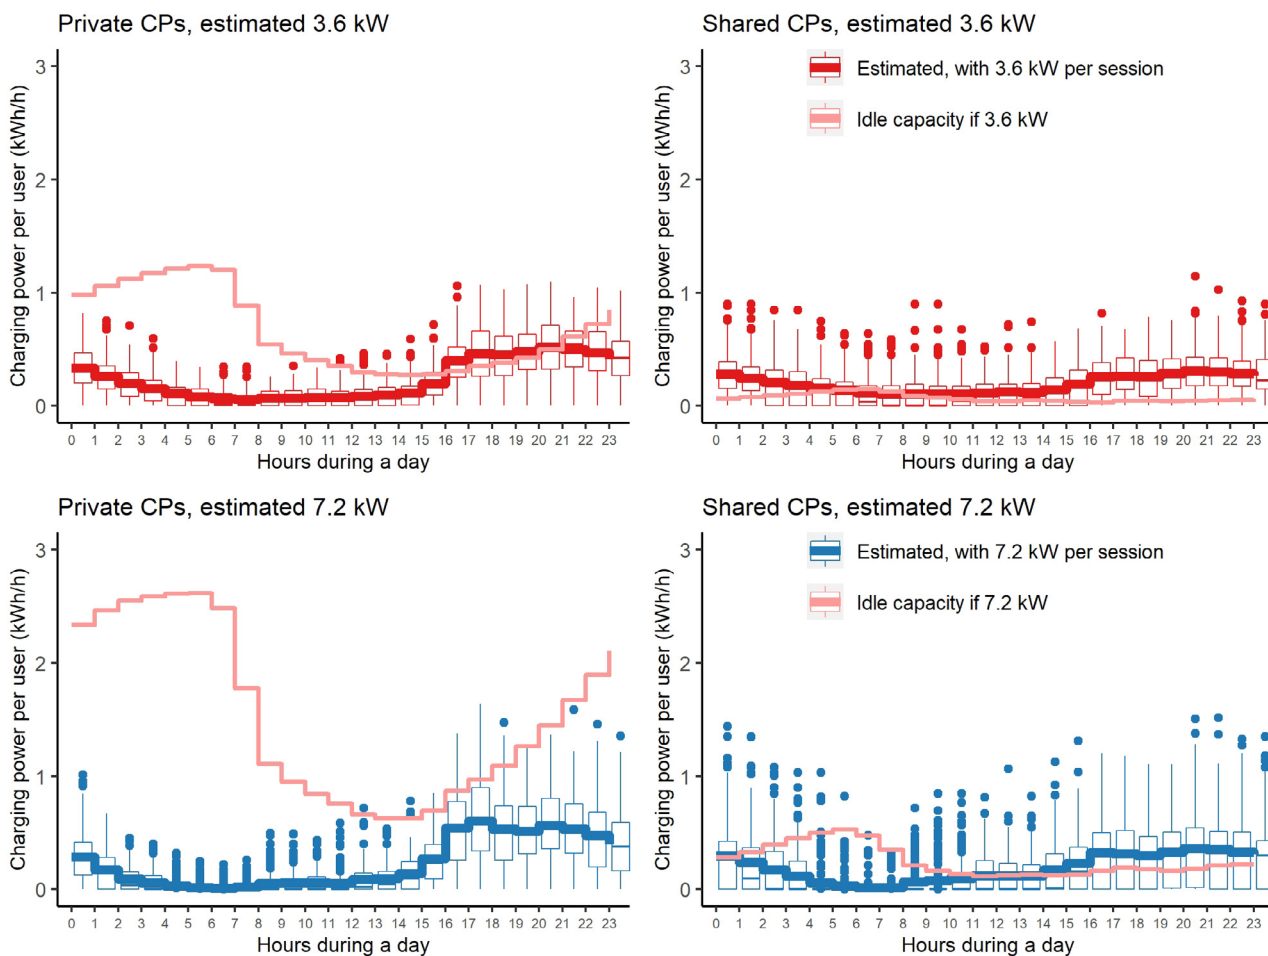 Private CPs, estimated 3.6 kW
Charging power per user (kWh/h)
3
2
1
0
0 1 2 3 4 5 6 7 8 9 10 11 12 13 14 15 16 17 18 19 20 21 22 23
Hours during a day
Shared CPs, estimated 3.6 kW
Estimated, with 3.6 kW per session
Idle capacity if 3.6 kW
Charging power per user (kWh/h)
3
2
1
0
0 1 2 3 4 5 6 7 8 9 10 11 12 13 14 15 16 17 18 19 20 21 22 23
Hours during a day
Private CPs, estimated 7.2 kW
Charging power per user (kWh/h)
3
2
1
0
0 1 2 3 4 5 6 7 8 9 10 11 12 13 14 15 16 17 18 19 20 21 22 23
Hours during a day
Shared CPs, estimated 7.2 kW
Estimated, with 7.2 kW per session
Idle capacity if 7.2 kW
Charging power per user (kWh/h)
3
2
1
0
0 1 2 3 4 5 6 7 8 9 10 11 12 13 14 15 16 17 18 19 20 21 22 23
Hours during a day